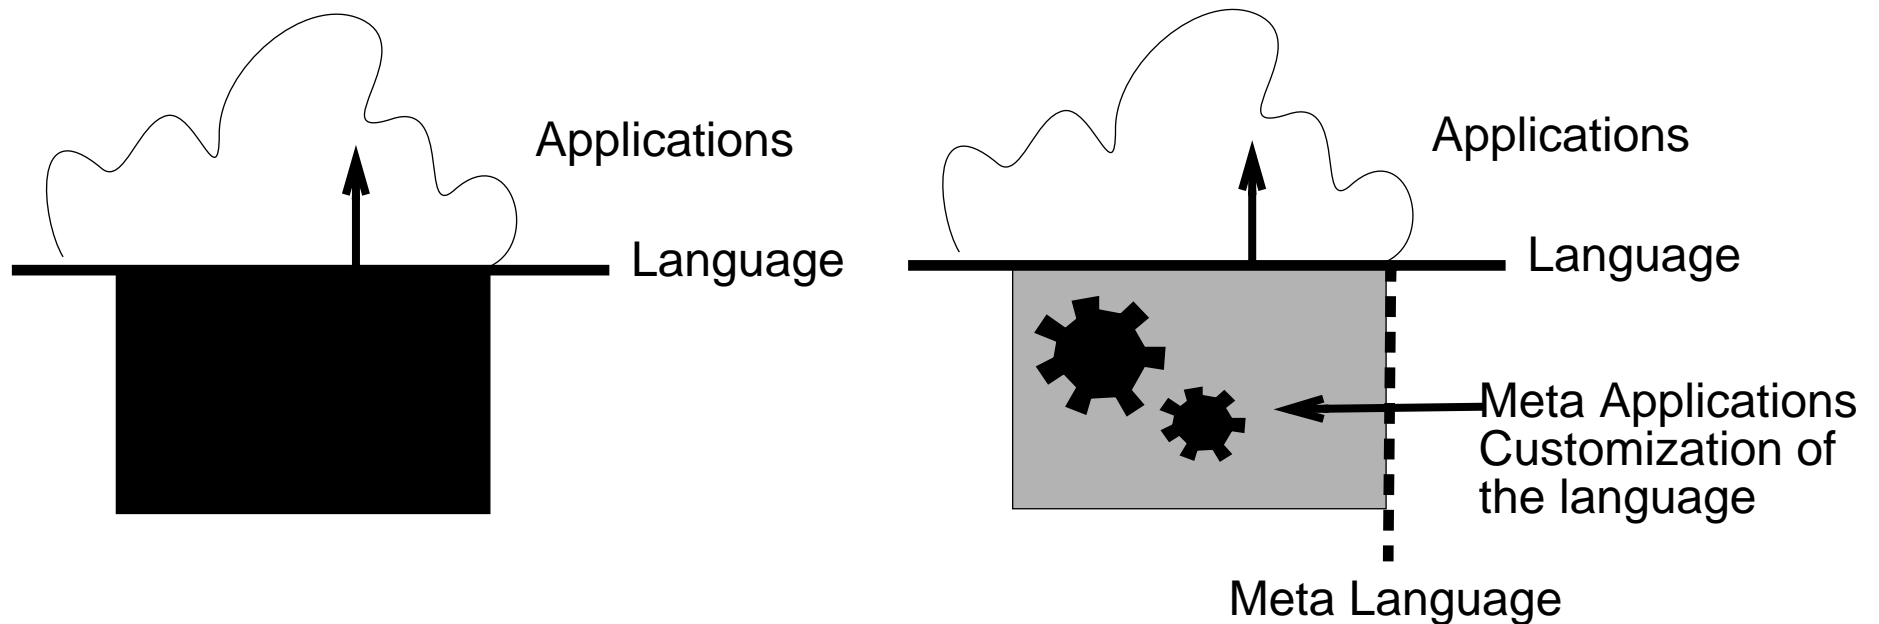 Applications
Language
Applications
Language
Meta Applications
Customization of
the language
Meta Language